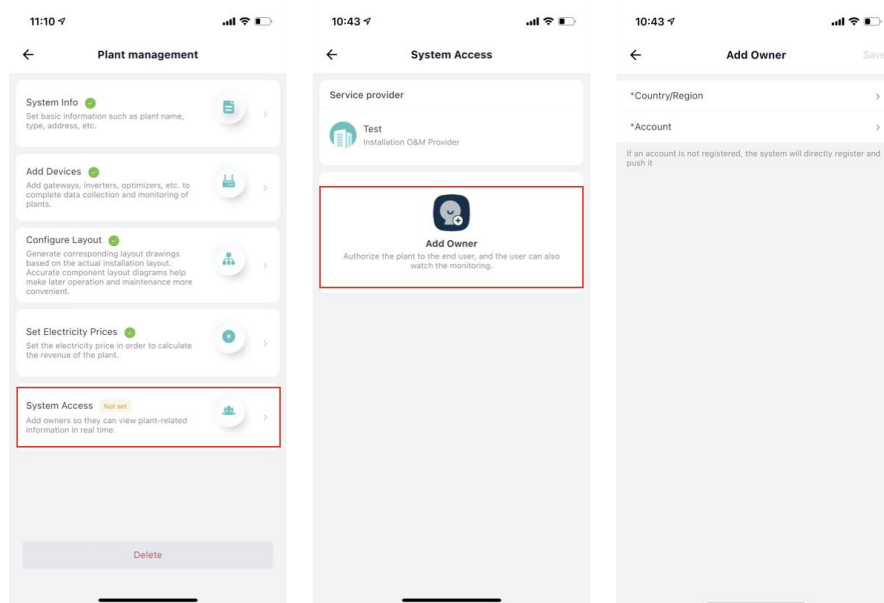 11:10
Plant management
System Info
Set basic information such as plant name,
type, address, etc.
Add Devices
Add gateways, inverters, optimizers, etc. to
complete data collection and monitoring of
plants.
Configure Layout
Generate corresponding layout drawings
based on the actual installation layout.
Accurate component layout diagrams help
make later operation and maintenance more
convenient.
Set Electricity Prices
Set the electricity price in order to calculate
the revenue of the plant.
System Access Not set
Add owners so they can view plant-related
information in real time.
Delete
10:43
System Access
Service provider
Test
Installation O&M Provider
Add Owner
Authorize the plant to the end user, and the user can also
watch the monitoring.
10:43
Add Owner Save
*Country/Region
*Account
If an account is not registered, the system will directly register and
push it